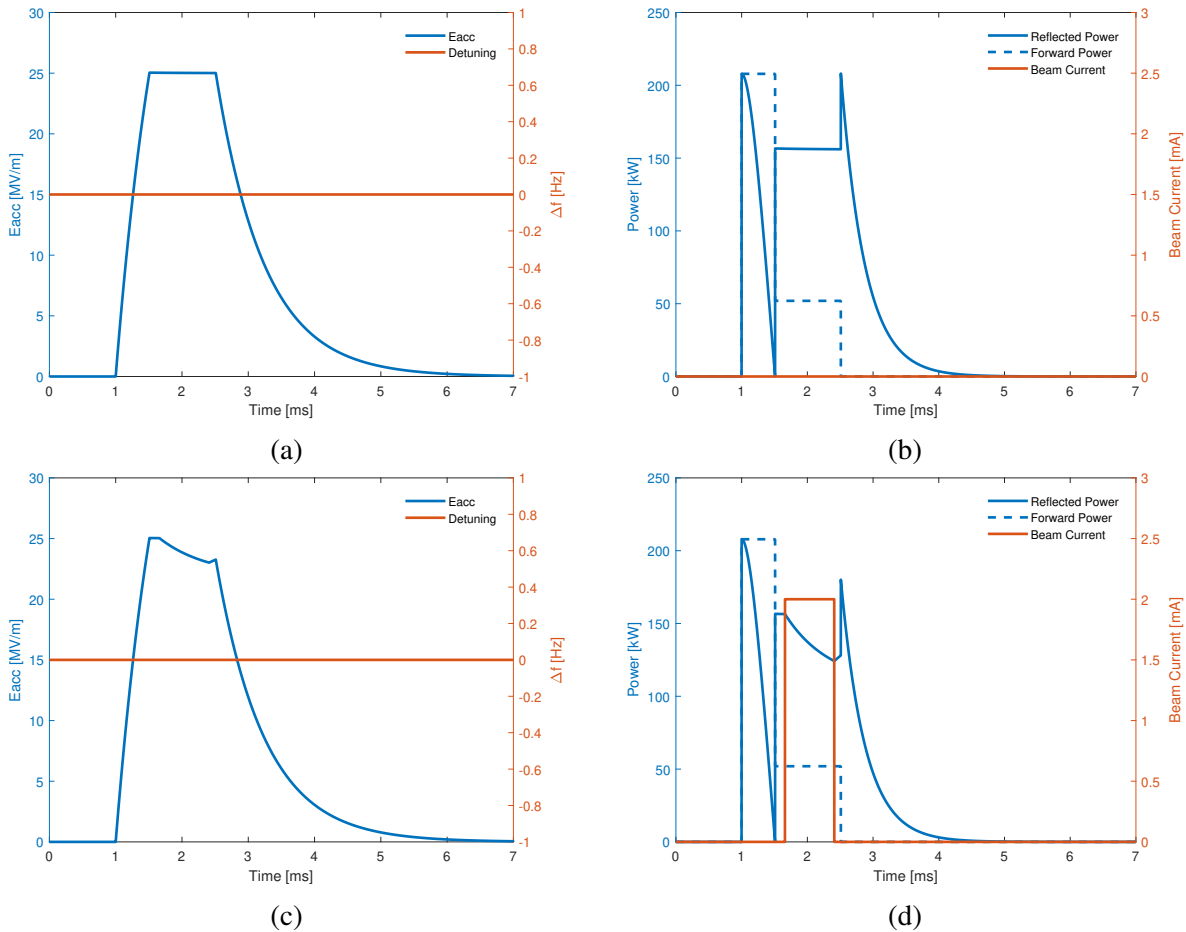 30
25
20
15
10
5
0
Eacc [MV/m]
1
0.8
0.6
0.4
0.2
0
-0.2
-0.4
-0.6
-0.8
-1
Δf [Hz]
Eacc
Detuning
0 1 2 3 4 5 6 7
Time [ms]
(a)
250
200
150
100
50
0
Power [kW]
3
2.5
2
1.5
1
0.5
0
Beam Current [mA]
Reflected Power
Forward Power
Beam Current
0 1 2 3 4 5 6 7
Time [ms]
(b)
30
25
20
15
10
5
0
Eacc [MV/m]
1
0.8
0.6
0.4
0.2
0
-0.2
-0.4
-0.6
-0.8
-1
Δf [Hz]
Eacc
Detuning
0 1 2 3 4 5 6 7
Time [ms]
(c)
250
200
150
100
50
0
Power [kW]
3
2.5
2
1.5
1
0.5
0
Beam Current [mA]
Reflected Power
Forward Power
Beam Current
0 1 2 3 4 5 6 7
Time [ms]
(d)